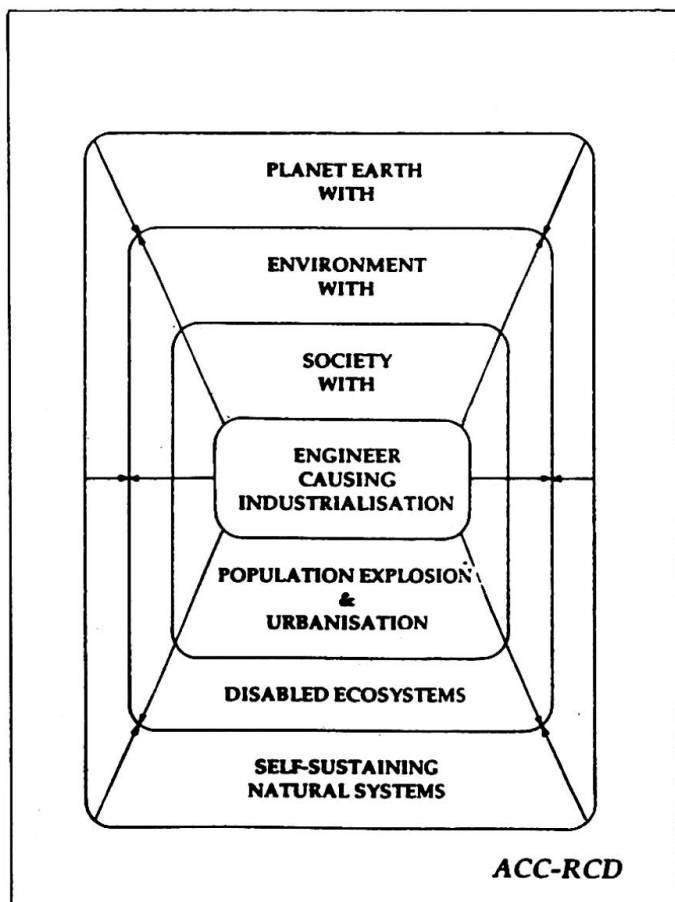 PLANET EARTH
WITH
ENVIRONMENT
WITH
SOCIETY
WITH
ENGINEER
CAUSING
INDUSTRIALISATION
POPULATION EXPLOSION
&
URBANISATION
DISABLED ECOSYSTEMS
SELF-SUSTAINING
NATURAL SYSTEMS
ACC-RCD